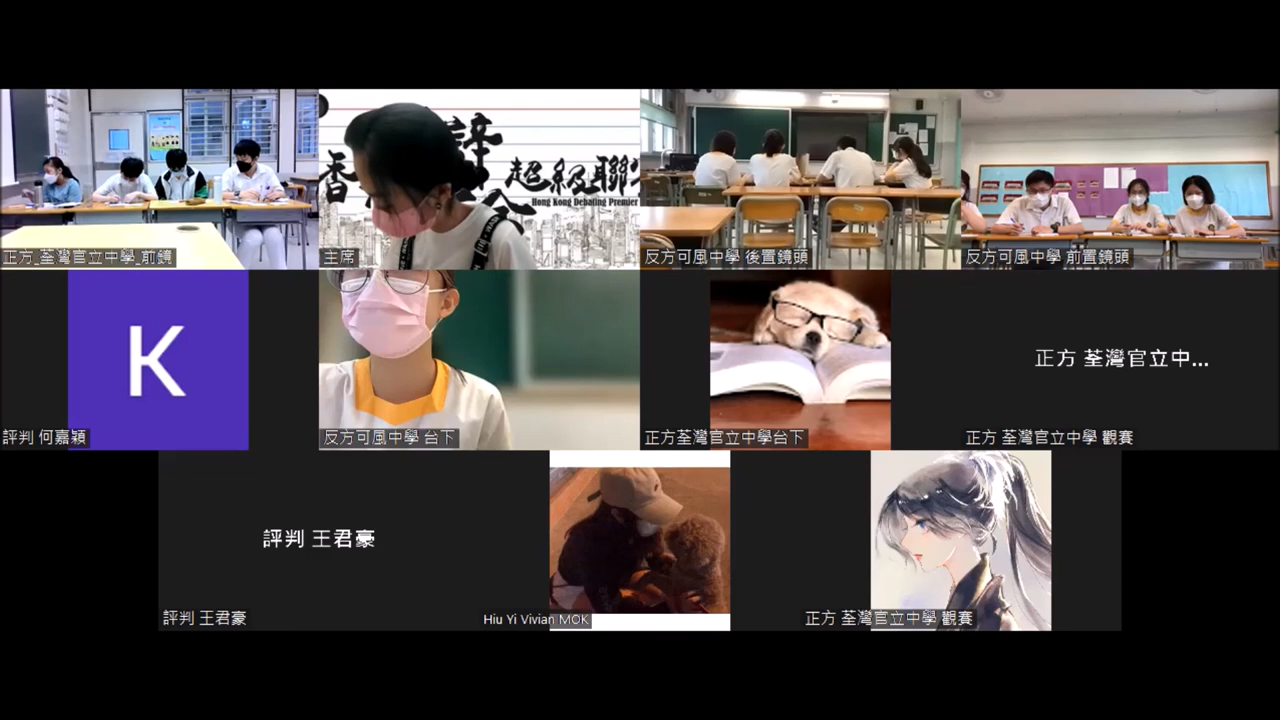 香
辭
超級聯
Hong Kong Debating Premier
正方_荃灣官立中學_前鏡
主席
反方可風中學 後置鏡頭
反方可風中學 前置鏡頭
K
正方 荃灣官立中...
評判 何嘉穎
反方可風中學 台下
正方荃灣官立中學台下
正方 荃灣官立中學 觀賽
評判 王君豪
評判 王君豪
Hiu Yi Vivian MOK
正方 荃灣官立中學 觀賽